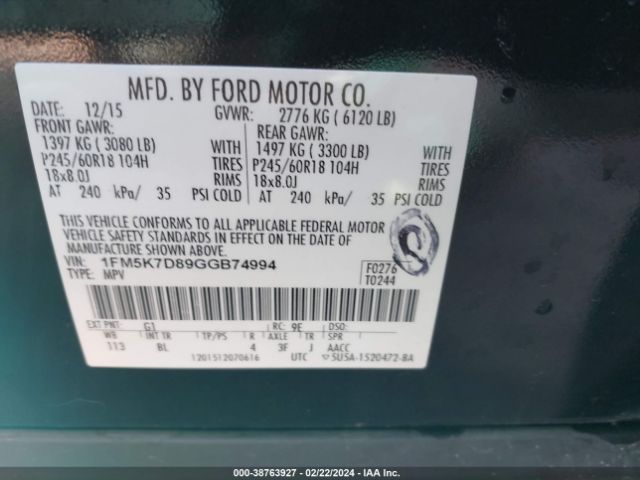 MFD. BY FORD MOTOR CO.
12/15 GVWR: 2776 KG ( 6120 LB)
FRONT GAWR: REAR GAWR:
1397 KG ( 3080 LB) WITH 1497 KG ( 3300 LB) WITH
P245/60R18 104H TIRES P245/60R18 104H TIRES
18x8.0J RIMS 18x8.0J RIMS
AT 240 kPa/ 35 PSI COLD AT 240 kPa/ 35 PSI COLD
THIS VEHICLE CONFORMS TO ALL APPLICABLE FEDERAL MOTOR
VEHICLE SAFETY STANDARDS IN EFFECT ON THE DATE OF
MANUFACTURE SHOWN ABOVE.
VIN: 1FM5K7D89GGB74994 F0276
TYPE: MPV T0244
EXT PNT: G1 RC: 9E DSO:
WB INT TR TP/PS R AXLE TR SPR
113 BL 4 3F J AACC
1201512070616 UTC 5U5A-1520472-BA
000 - 38763927 - 02/22/2024 - IAA Inc.